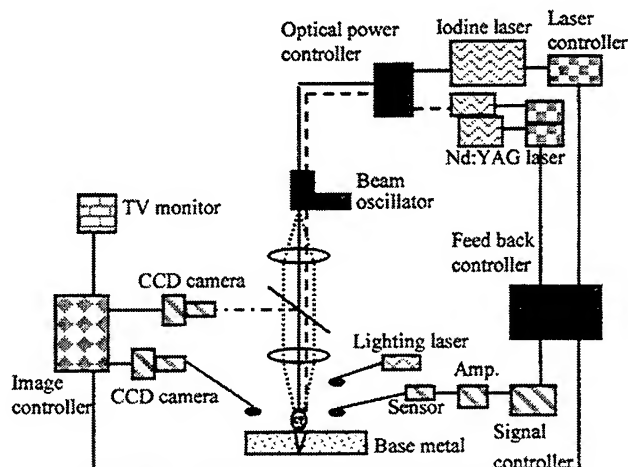 Optical power
controller
Iodine laser
Laser
controller
Nd:YAG laser
Beam
oscillator
TV monitor
Feed back
controller
CCD camera
Lighting laser
Amp.
Image
controller
CCD camera
Sensor
Base metal
Signal
controller